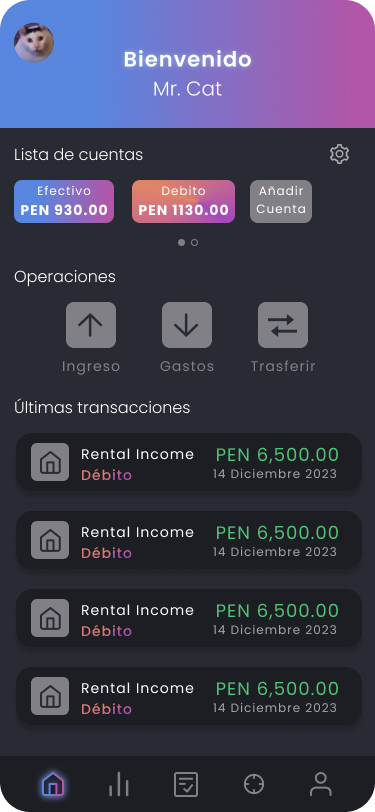 Bienvenido
Mr. Cat
Lista de cuentas
Efectivo
PEN 930.00
Debito
PEN 1130.00
Añadir
Cuenta
Operaciones
Ingreso
Gastos
Trasferir
Últimas transacciones
Rental Income
PEN 6,500.00
Débito
14 Diciembre 2023
Rental Income
PEN 6,500.00
Débito
14 Diciembre 2023
Rental Income
PEN 6,500.00
Débito
14 Diciembre 2023
Rental Income
PEN 6,500.00
Débito
14 Diciembre 2023